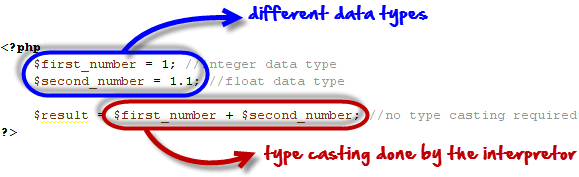 different data types
<?php
$first_number = 1; //integer data type
$second_number = 1.1; //float data type
$result = $first_number + $second_number; //no type casting required
?>
type casting done by the interpretor